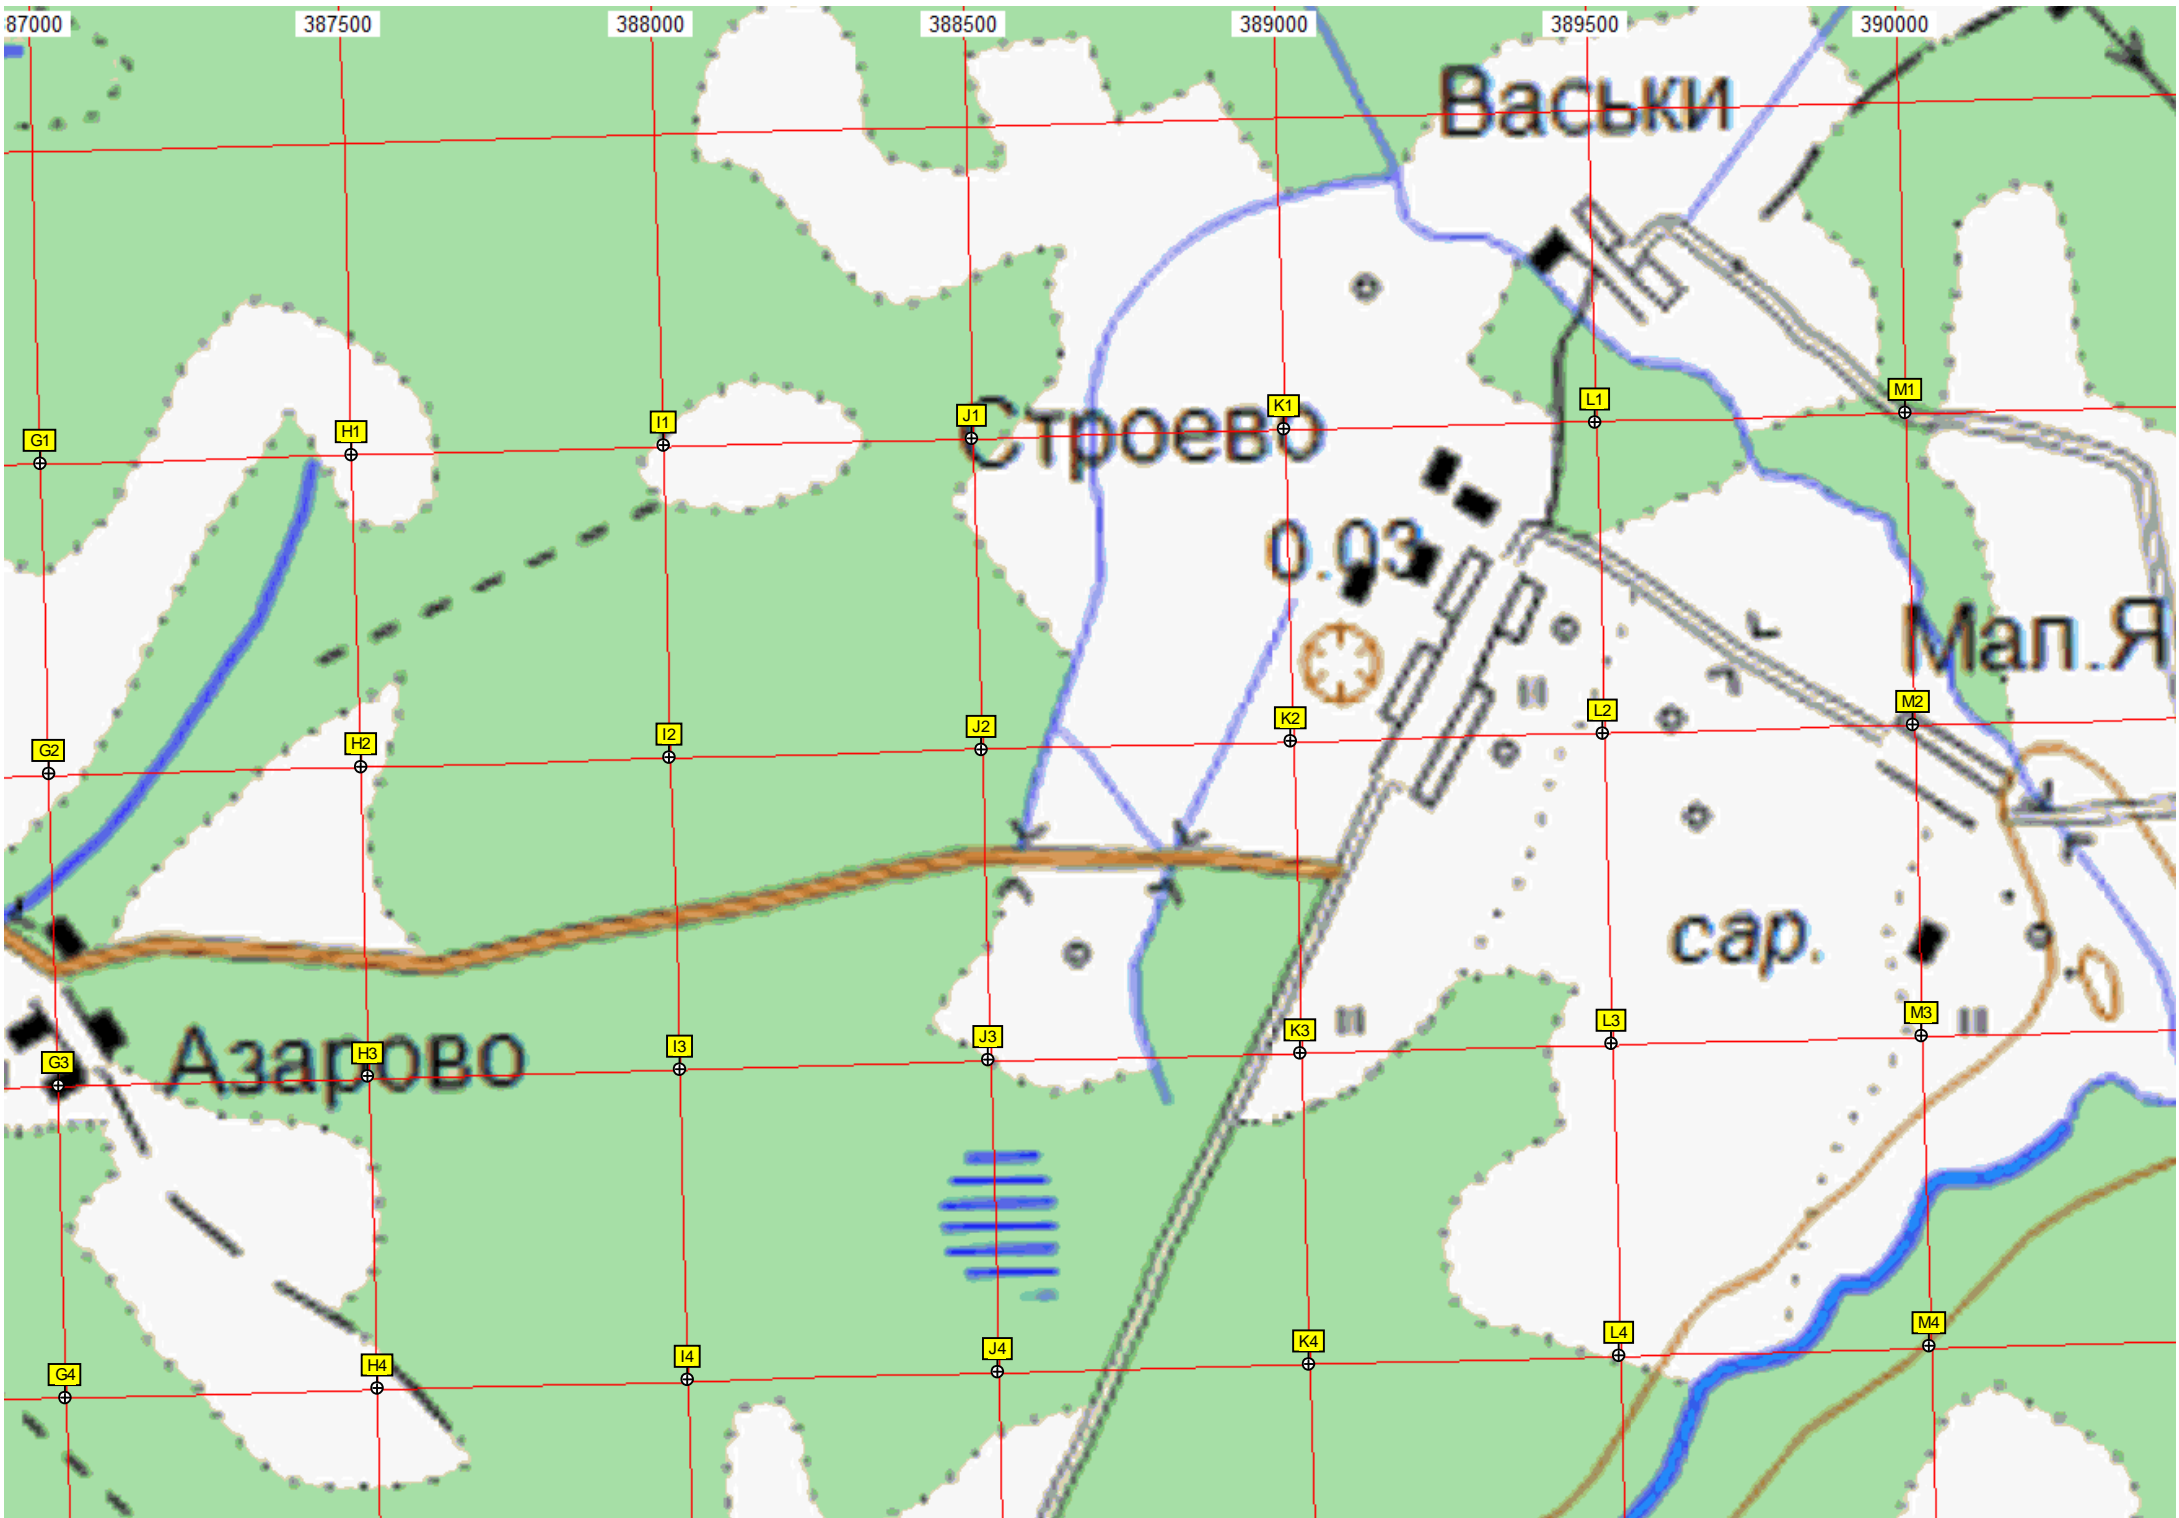 87000 387500 388000 388500 389000 389500 390000
Васьки
G1 H1 I1 J1 K1 L1 M1
Строево
0.03
Мал.Я
G2 H2 I2 J2 K2 L2 M2
сар.
G3 H3 I3 J3 K3 L3 M3
Азарово
G4 H4 I4 J4 K4 L4 M4